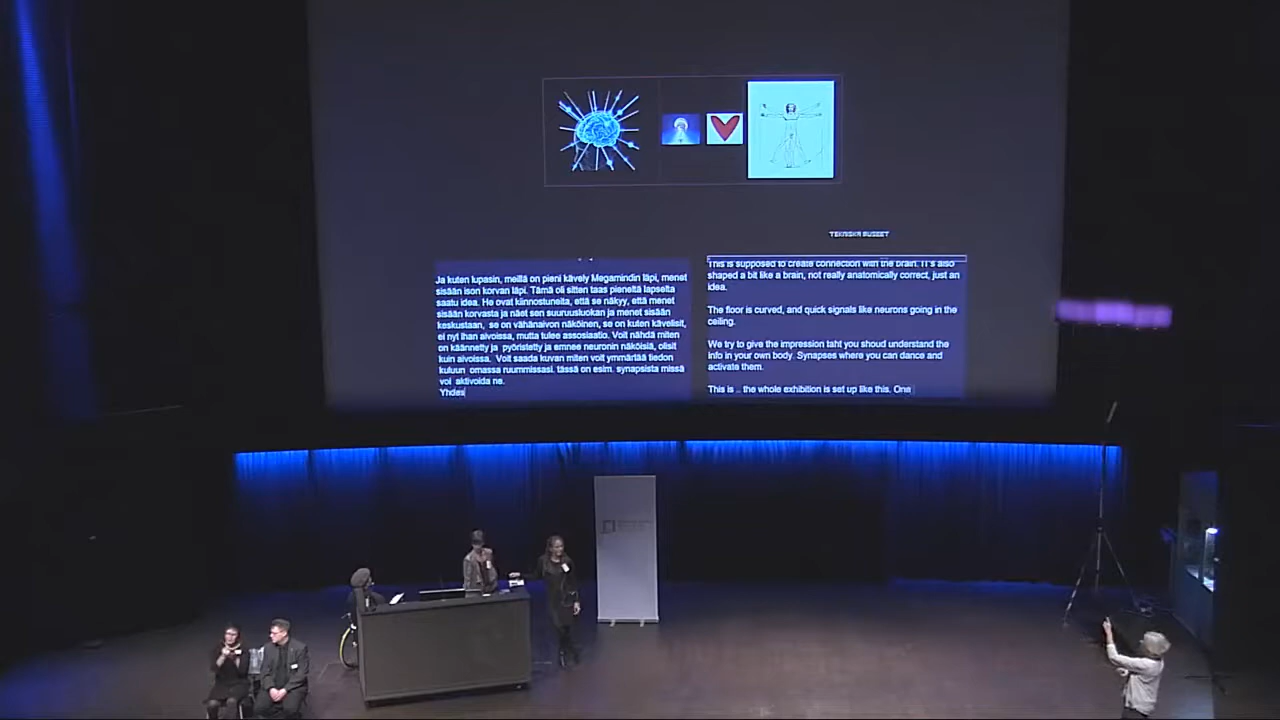 TEKNISKA MUSEET
Ja kuten lupasin, meillä on pieni kävely Megamindin läpi, menet
sisään ison korvan läpi. Tämä oli sitten taas pieneltä lapselta
saatu idea. He ovat kiinnostuneita, että se näkyy, että menet
sisään korvasta ja näet sen suuruusluokan ja menet sisään
keskustaan, se on vähänaivon näköinen, se on kuten kävelisit,
ei nyt ihan aivoissa, mutta tulee assosiaatio. Voit nähdä miten
on käännetty ja pyöristetty ja emnee neuronin näköisiä, olisit
kuin aivoissa. Voit saada kuvan miten voit ymmärtää tiedon
kuluun omassa ruummissasi. tässä on esim. synapsista missä
voi aktivoida ne.
Yhdes
This is supposed to create connection with the brain. It's also
shaped a bit like a brain, not really anatomically correct, just an
idea.
The floor is curved, and quick signals like neurons going in the
ceiling.
We try to give the impression taht you shoud understand the
info in your own body. Synapses where you can dance and
activate them.
This is .. the whole exhibition is set up like this. One